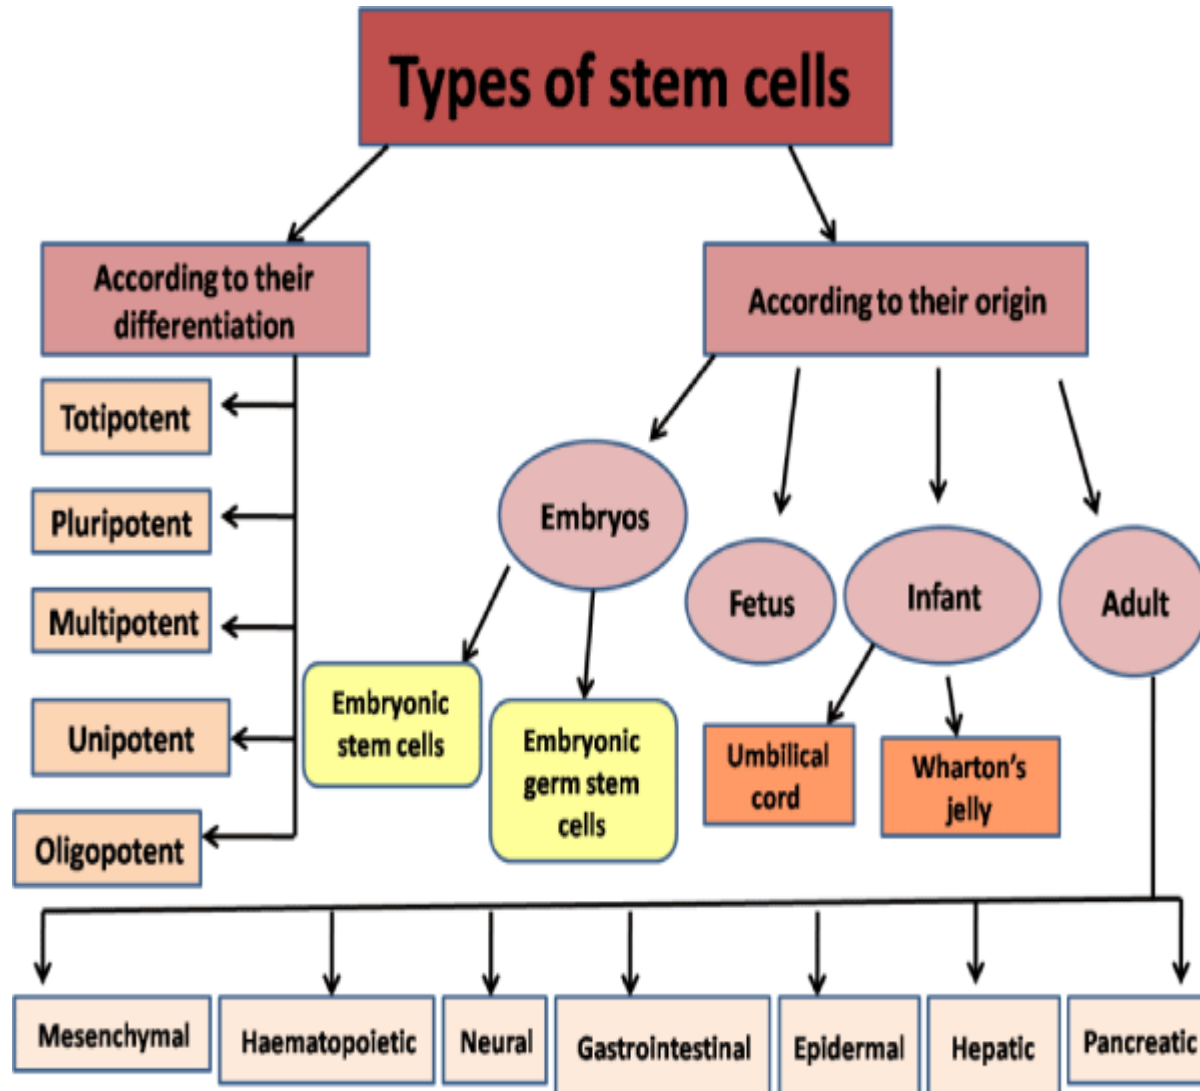 Types of stem cells
According to their
differentiation
According to their origin
Totipotent
Pluripotent
Multipotent
Unipotent
Oligopotent
Embryos
Fetus
Infant
Adult
Embryonic
stem cells
Embryonic
germ stem
cells
Umbilical
cord
Wharton’s
jelly
Mesenchymal
Haematopoietic
Neural
Gastrointestinal
Epidermal
Hepatic
Pancreatic